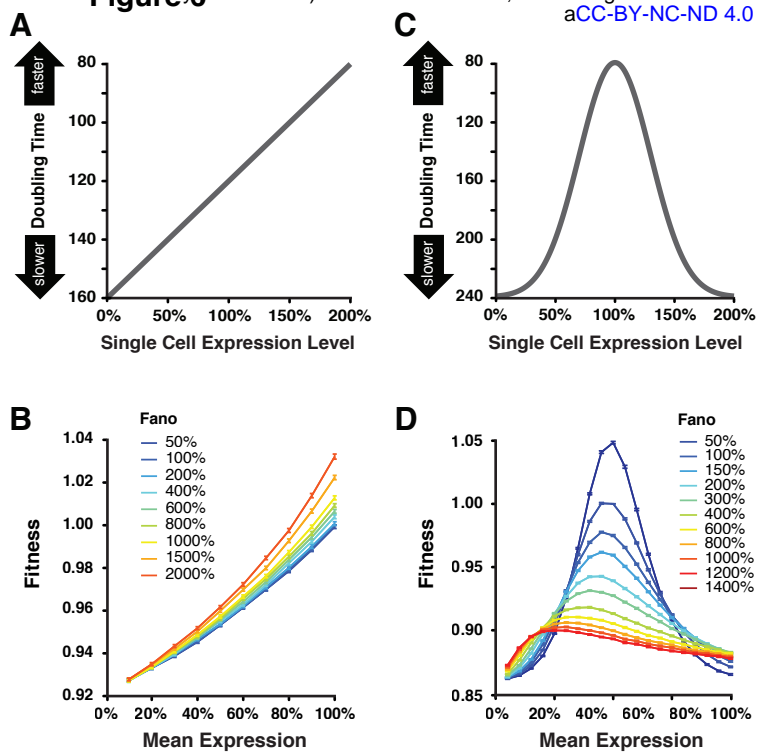 aCC-BY-NC-ND 4.0
A
faster
Doubling Time
slower
80
100
120
140
160
0% 50% 100% 150% 200%
Single Cell Expression Level
C
faster
Doubling Time
slower
80
120
160
200
240
0% 50% 100% 150% 200%
Single Cell Expression Level
B
Fano
50%
100%
200%
400%
600%
800%
1000%
1500%
2000%
Fitness
1.04
1.02
1.00
0.98
0.96
0.94
0.92
0% 20% 40% 60% 80% 100%
Mean Expression
D
Fano
50%
100%
150%
200%
300%
400%
600%
800%
1000%
1200%
1400%
Fitness
1.05
1.00
0.95
0.90
0.85
0% 20% 40% 60% 80% 100%
Mean Expression